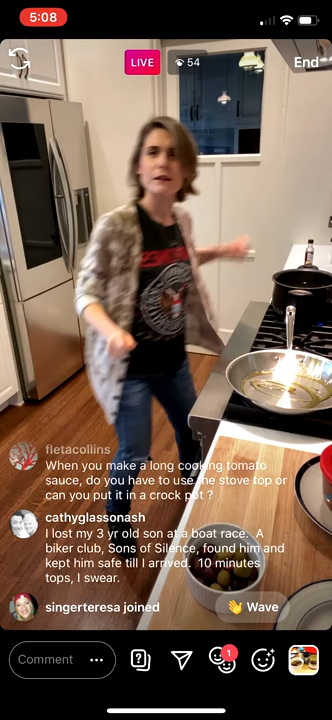 5:08
LIVE
54
End
fletacollins
When you make a long cooking tomato
sauce, do you have to use the stove top or
can you put it in a crock pot ?
cathyglassonash
I lost my 3 yr old son at a boat race. A
biker club, Sons of Silence, found him and
kept him safe till I arrived. 10 minutes
tops, I swear.
singerteresa joined
👋 Wave
Comment
1